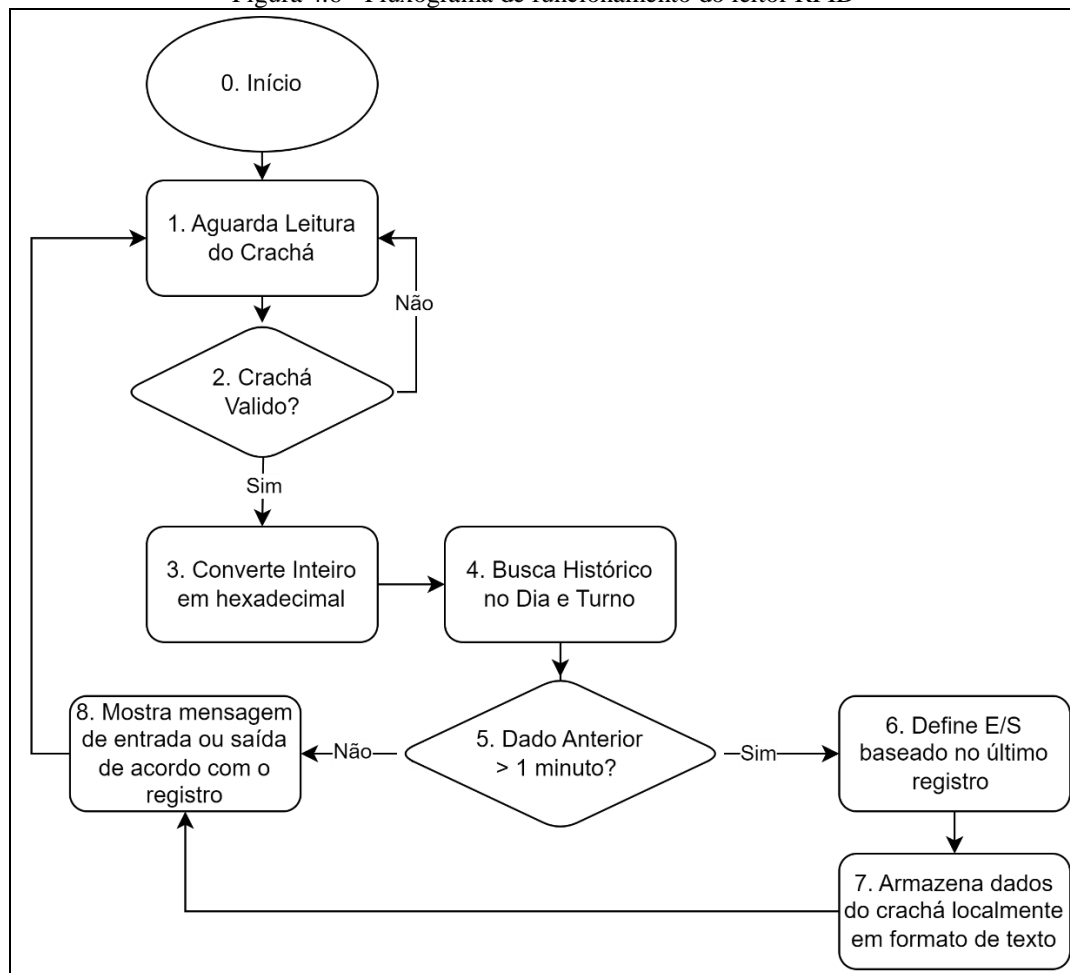 0. Início
1. Aguarda Leitura
do Crachá
Não
2. Crachá
Valido?
Sim
3. Converte Inteiro
em hexadecimal
4. Busca Histórico
no Dia e Turno
8. Mostra mensagem
de entrada ou saída
de acordo com o
registro
Não
5. Dado Anterior
> 1 minuto?
Sim
6. Define E/S
baseado no último
registro
7. Armazena dados
do crachá localmente
em formato de texto